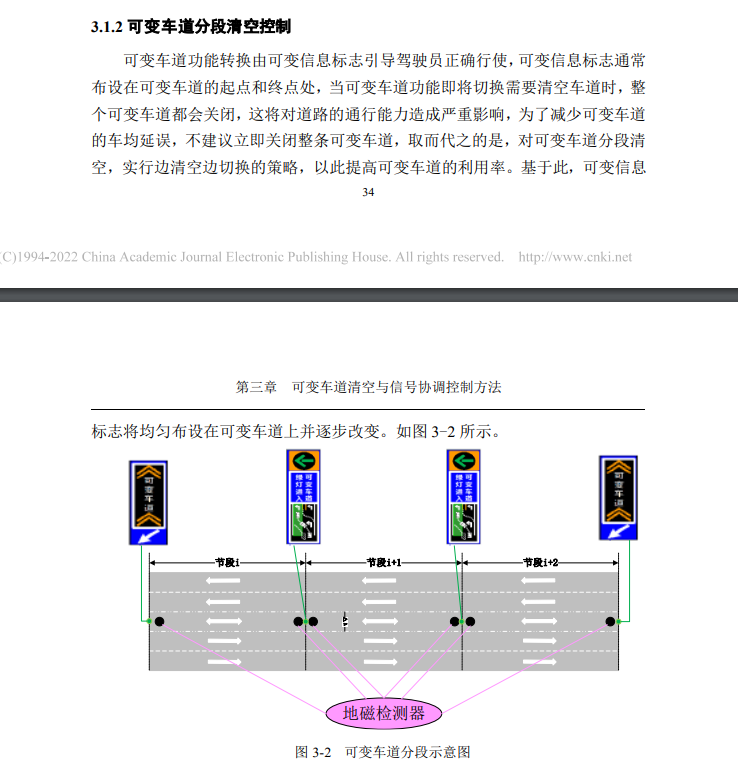 3.1.2 可变车道分段清空控制
可变车道功能转换由可变信息标志引导驾驶员正确行使，可变信息标志通常
布设在可变车道的起点和终点处，当可变车道功能即将切换需要清空车道时，整
个可变车道都会关闭，这将对道路的通行能力造成严重影响，为了减少可变车道
的车均延误，不建议立即关闭整条可变车道，取而代之的是，对可变车道分段清
空，实行边清空边切换的策略，以此提高可变车道的利用率。基于此，可变信息
34
(C)1994-2022 China Academic Journal Electronic Publishing House. All rights reserved. http://www.cnki.net
第三章 可变车道清空与信号协调控制方法
标志将均匀布设在可变车道上并逐步改变。如图 3-2 所示。
可变车道
可变车道
绿灯进入
可变车道
绿灯进入
可变车道
节段i
节段i+1
节段i+2
地磁检测器
图 3-2 可变车道分段示意图